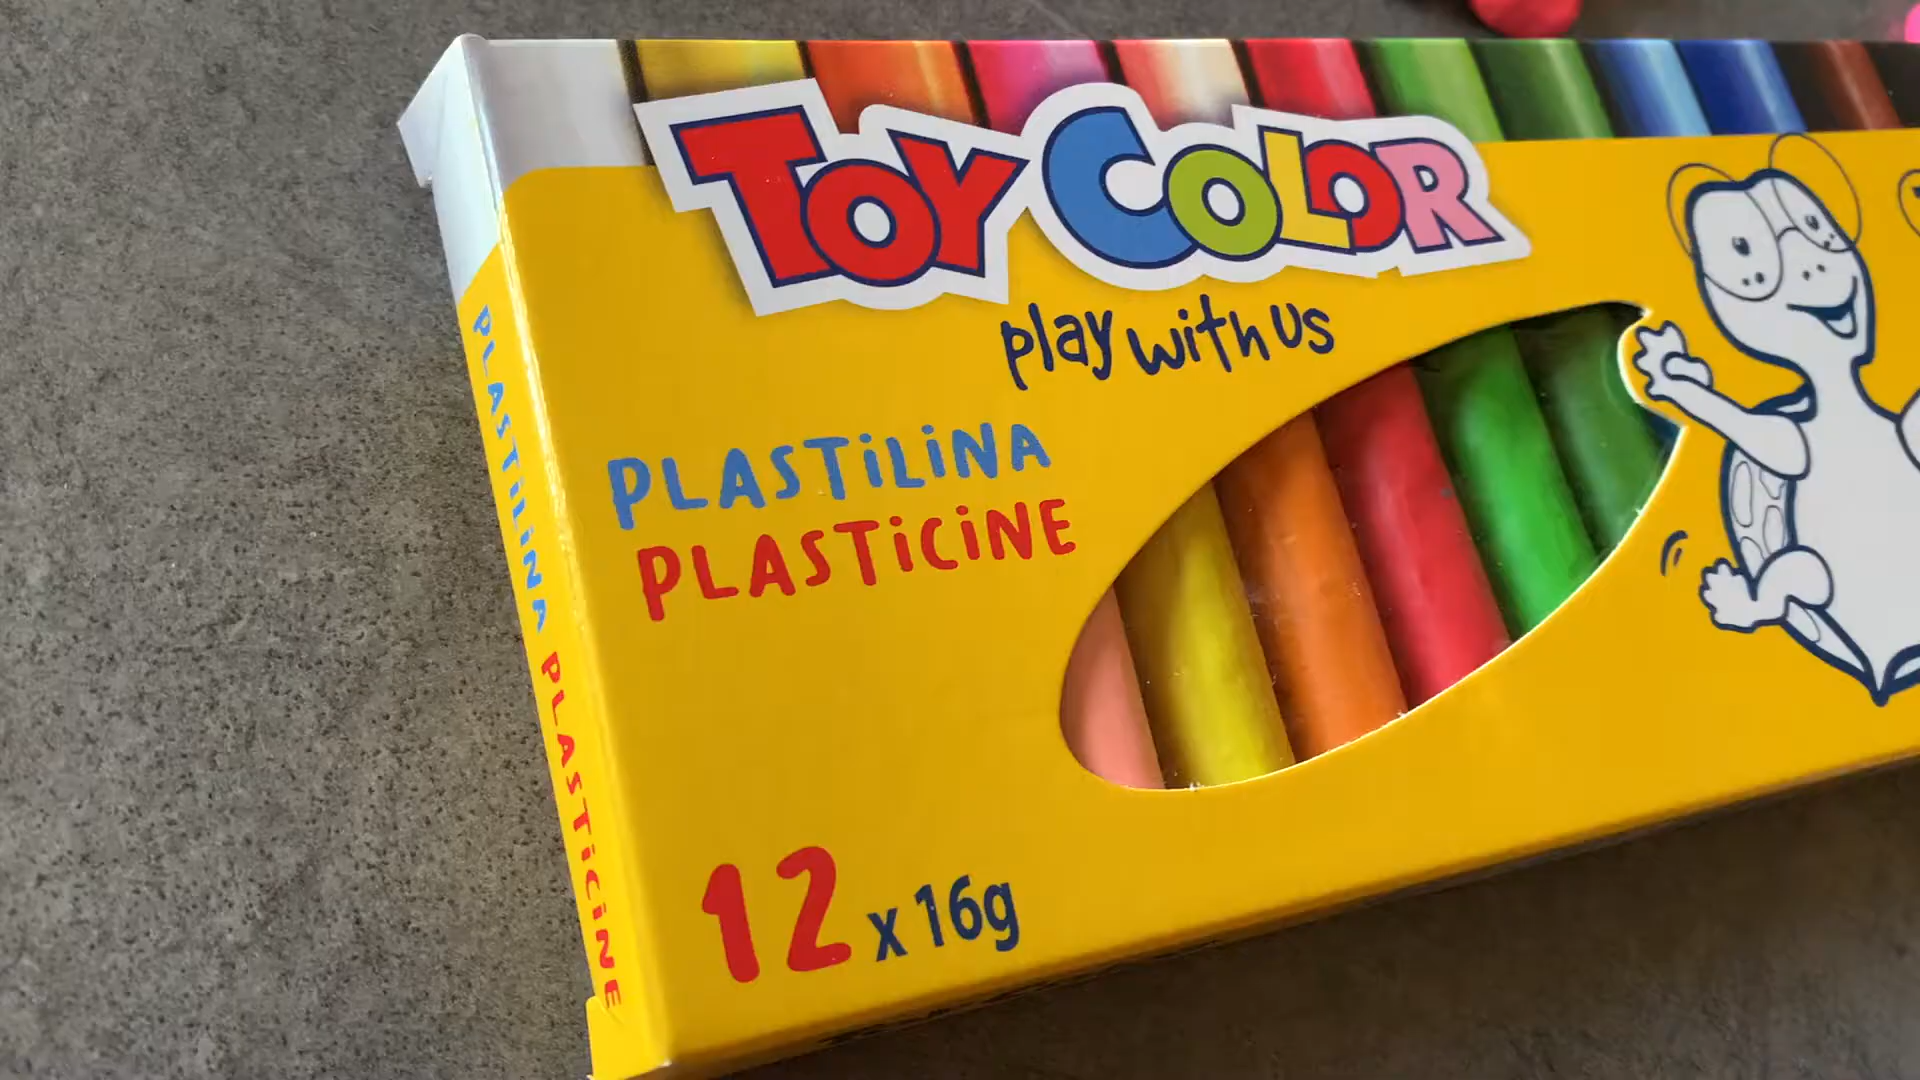 TOY COLOR
play with us
PLASTiLiNA
PLASTiCiNE
12 x 16g
PLASTiLiNA PLASTiCiNE